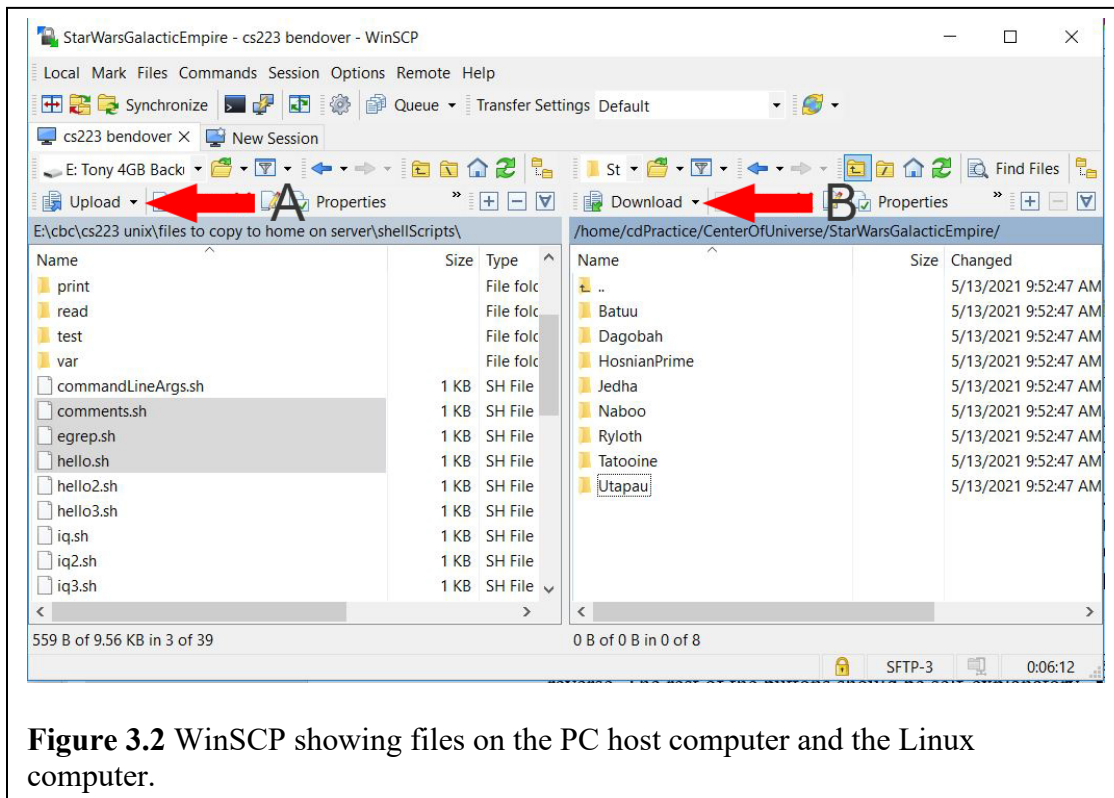 StarWarsGalacticEmpire - cs223 bendover - WinSCP
Local Mark Files Commands Session Options Remote Help
Synchronize Queue Transfer Settings Default
cs223 bendover × New Session
E: Tony 4GB Back St Find Files
Upload A Properties » Download B Properties »
E:\cbc\cs223 unix\files to copy to home on server\shellScripts\ /home/cdPractice/CenterOfUniverse/StarWarsGalacticEmpire/
Name Size Type Name Size Changed
print File folc .. 5/13/2021 9:52:47 AM
read File folc Batuu 5/13/2021 9:52:47 AM
test File folc Dagobah 5/13/2021 9:52:47 AM
var File folc HosnianPrime 5/13/2021 9:52:47 AM
commandLineArgs.sh 1 KB SH File Jedha 5/13/2021 9:52:47 AM
comments.sh 1 KB SH File Naboo 5/13/2021 9:52:47 AM
egrep.sh 1 KB SH File Ryloth 5/13/2021 9:52:47 AM
hello.sh 1 KB SH File Tatooine 5/13/2021 9:52:47 AM
hello2.sh 1 KB SH File Utapau 5/13/2021 9:52:47 AM
hello3.sh 1 KB SH File
iq.sh 1 KB SH File
iq2.sh 1 KB SH File
iq3.sh 1 KB SH File
559 B of 9.56 KB in 3 of 39 0 B of 0 B in 0 of 8
SFTP-3 0:06:12
Figure 3.2 WinSCP showing files on the PC host computer and the Linux
computer.